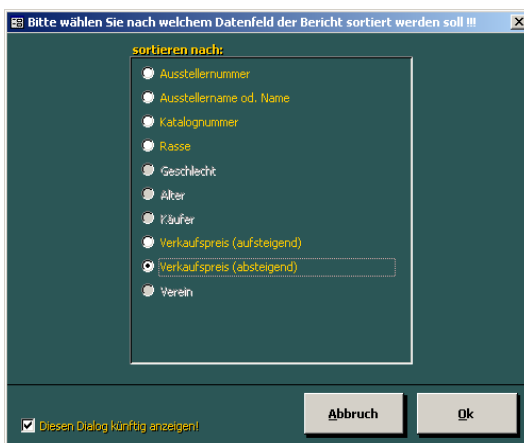 Bitte wählen Sie nach welchem Datenfeld der Bericht sortiert werden soll !!!
sortieren nach:
Ausstellernummer
Ausstellername od. Name
Katalognummer
Rasse
Geschlecht
Alter
Käufer
Verkaufspreis (aufsteigend)
Verkaufspreis (absteigend)
Verein
Diesen Dialog künftig anzeigen!
Abbruch
Ok